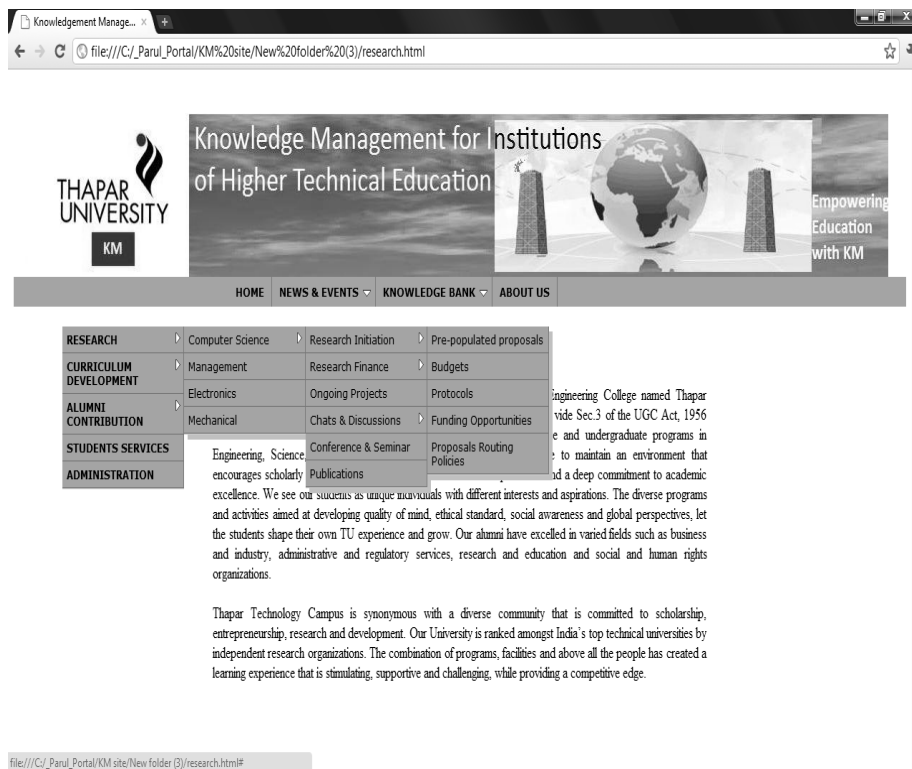 Knowledgement Manage...
file:///C:/_Parul_Portal/KM%20site/New%20folder%20(3)/research.html
THAPAR
UNIVERSITY
KM
Knowledge Management for Institutions
of Higher Technical Education
Empowering
Education
with KM
HOME NEWS & EVENTS KNOWLEDGE BANK ABOUT US
RESEARCH
CURRICULUM
DEVELOPMENT
ALUMNI
CONTRIBUTION
STUDENTS SERVICES
ADMINISTRATION
Computer Science
Management
Electronics
Mechanical
Research Initiation
Research Finance
Ongoing Projects
Chats & Discussions
Conference & Seminar
Publications
Pre-populated proposals
Budgets
Protocols
Funding Opportunities
Proposals Routing
Policies
Engineering College named Thapar
vide Sec.3 of the UGC Act, 1956
e and undergraduate programs in
Engineering, Science, e to maintain an environment that
encourages scholarly and a deep commitment to academic
excellence. We see our students as unique individuals with different interests and aspirations. The diverse programs
and activities aimed at developing quality of mind, ethical standard, social awareness and global perspectives, let
the students shape their own TU experience and grow. Our alumni have excelled in varied fields such as business
and industry, administrative and regulatory services, research and education and social and human rights
organizations.
Thapar Technology Campus is synonymous with a diverse community that is committed to scholarship,
entrepreneurship, research and development. Our University is ranked amongst India's top technical universities by
independent research organizations. The combination of programs, facilities and above all the people has created a
learning experience that is stimulating, supportive and challenging, while providing a competitive edge.
file:///C:/_Parul_Portal/KM site/New folder (3)/research.html#